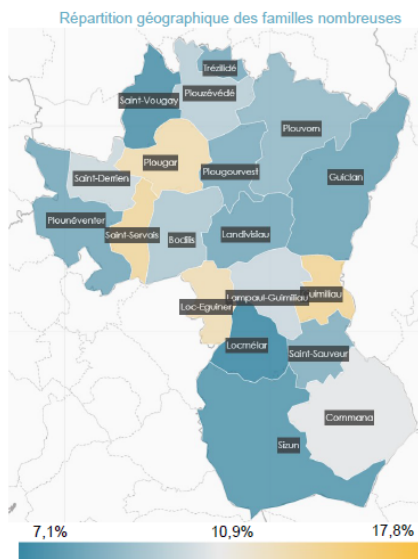 Répartition géographique des familles nombreuses
Trézilidé
Saint-Vougay
Plouzévédé
Plouvorn
Plougar
Plougourvest
Guiclan
Saint-Derrien
Plounéventer
Saint-Servais
Bodilis
Landivisiau
Loc-Eguiner
Lampaul-Guimiliau
uimiliau
Locmélar
Saint-Sauveur
Commana
Sizun
7,1% 10,9% 17,8%